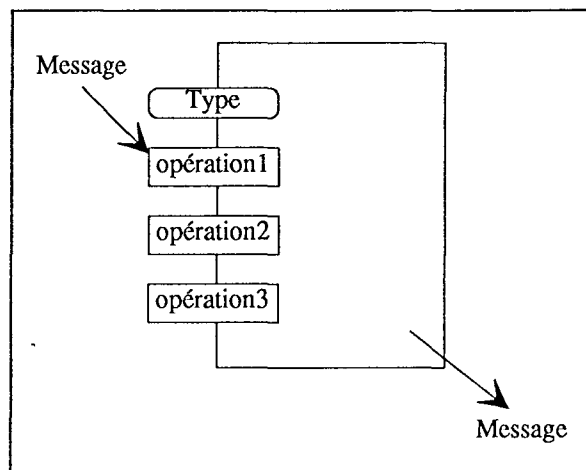 Message
Type
opération1
opération2
opération3
Message